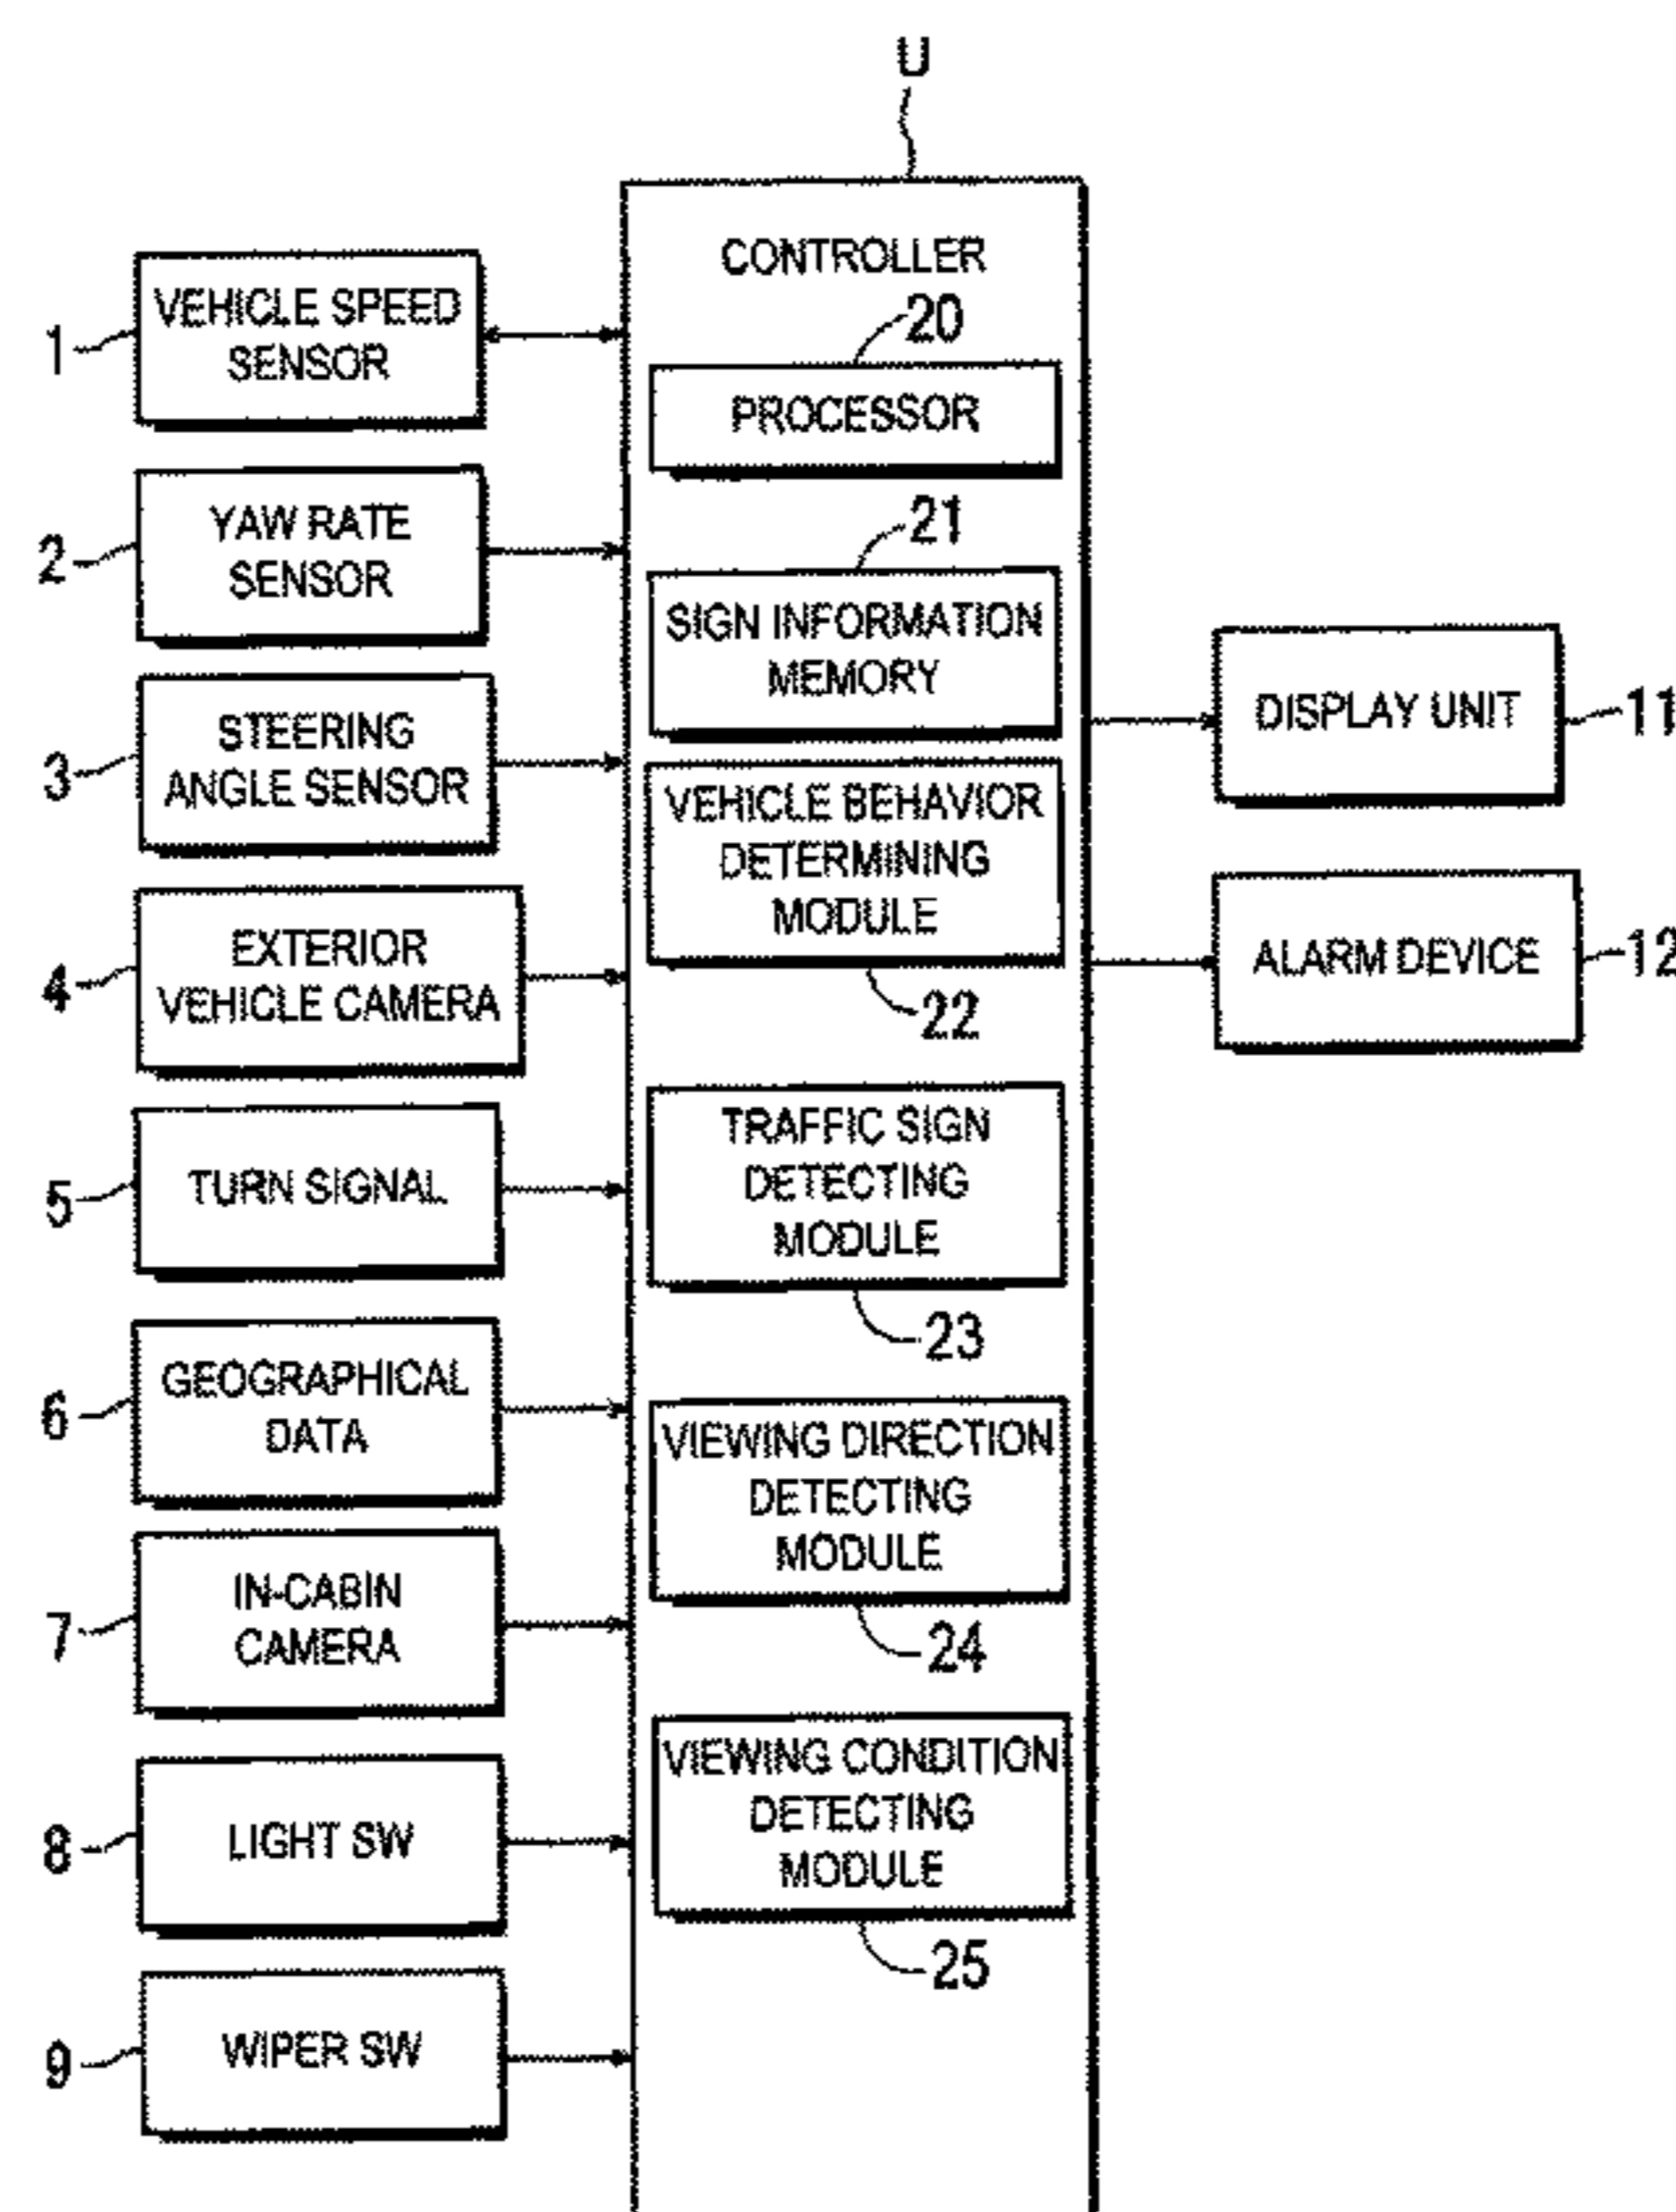 U
CONTROLLER
1
VEHICLE SPEED
SENSOR
2
YAW RATE
SENSOR
3
STEERING
ANGLE SENSOR
4
EXTERIOR
VEHICLE CAMERA
5
TURN SIGNAL
6
GEOGRAPHICAL
DATA
7
IN-CABIN
CAMERA
8
LIGHT SW
9
WIPER SW
20
PROCESSOR
21
SIGN INFORMATION
MEMORY
VEHICLE BEHAVIOR
DETERMINING
MODULE
22
TRAFFIC SIGN
DETECTING
MODULE
23
VIEWING DIRECTION
DETECTING
MODULE
24
VIEWING CONDITION
DETECTING
MODULE
25
DISPLAY UNIT
11
ALARM DEVICE
12